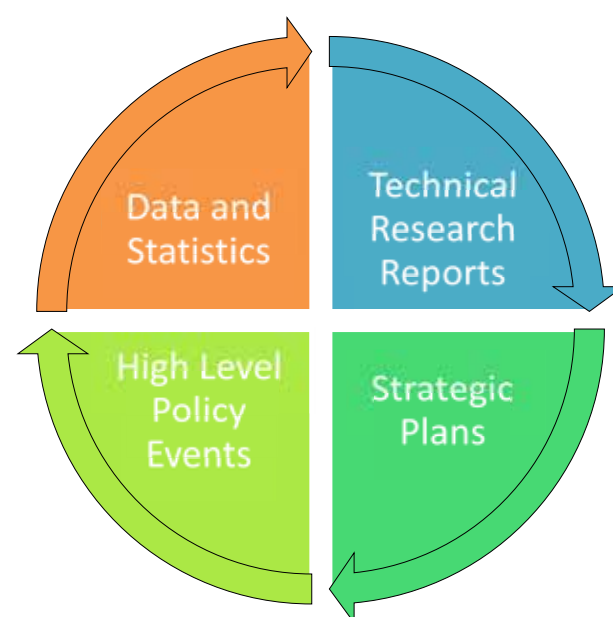 Data and
Statistics
Technical
Research
Reports
High Level
Policy
Events
Strategic
Plans